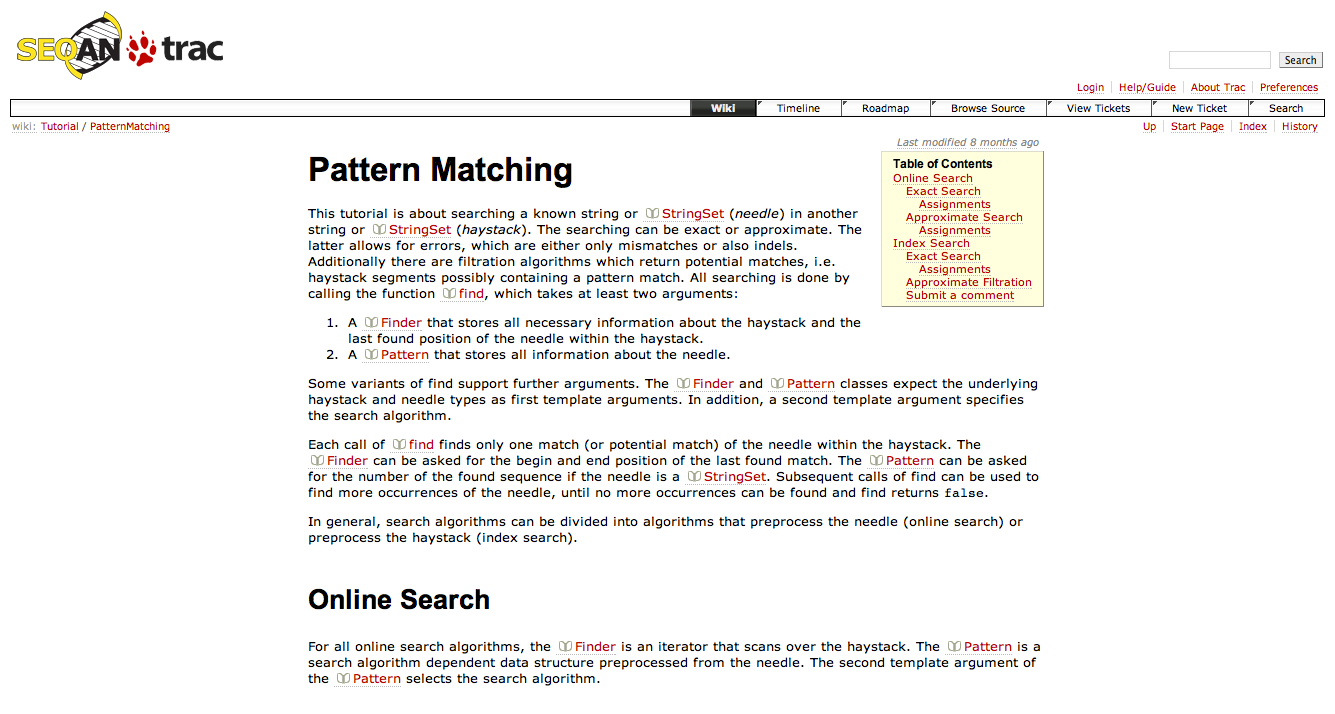 SEQAN trac
Search
Login Help/Guide About Trac Preferences
Wiki Timeline Roadmap Browse Source View Tickets New Ticket Search
wiki: Tutorial / PatternMatching
Up Start Page Index History
Last modified 8 months ago
Pattern Matching
Table of Contents
Online Search
Exact Search
Assignments
Approximate Search
Assignments
Index Search
Exact Search
Assignments
Approximate Filtration
Submit a comment
This tutorial is about searching a known string or StringSet (needle) in another
string or StringSet (haystack). The searching can be exact or approximate. The
latter allows for errors, which are either only mismatches or also indels.
Additionally there are filtration algorithms which return potential matches, i.e.
haystack segments possibly containing a pattern match. All searching is done by
calling the function find, which takes at least two arguments:
1. A Finder that stores all necessary information about the haystack and the
last found position of the needle within the haystack.
2. A Pattern that stores all information about the needle.
Some variants of find support further arguments. The Finder and Pattern classes expect the underlying
haystack and needle types as first template arguments. In addition, a second template argument specifies
the search algorithm.
Each call of find finds only one match (or potential match) of the needle within the haystack. The
Finder can be asked for the begin and end position of the last found match. The Pattern can be asked
for the number of the found sequence if the needle is a StringSet. Subsequent calls of find can be used to
find more occurrences of the needle, until no more occurrences can be found and find returns false.
In general, search algorithms can be divided into algorithms that preprocess the needle (online search) or
preprocess the haystack (index search).
Online Search
For all online search algorithms, the Finder is an iterator that scans over the haystack. The Pattern is a
search algorithm dependent data structure preprocessed from the needle. The second template argument of
the Pattern selects the search algorithm.